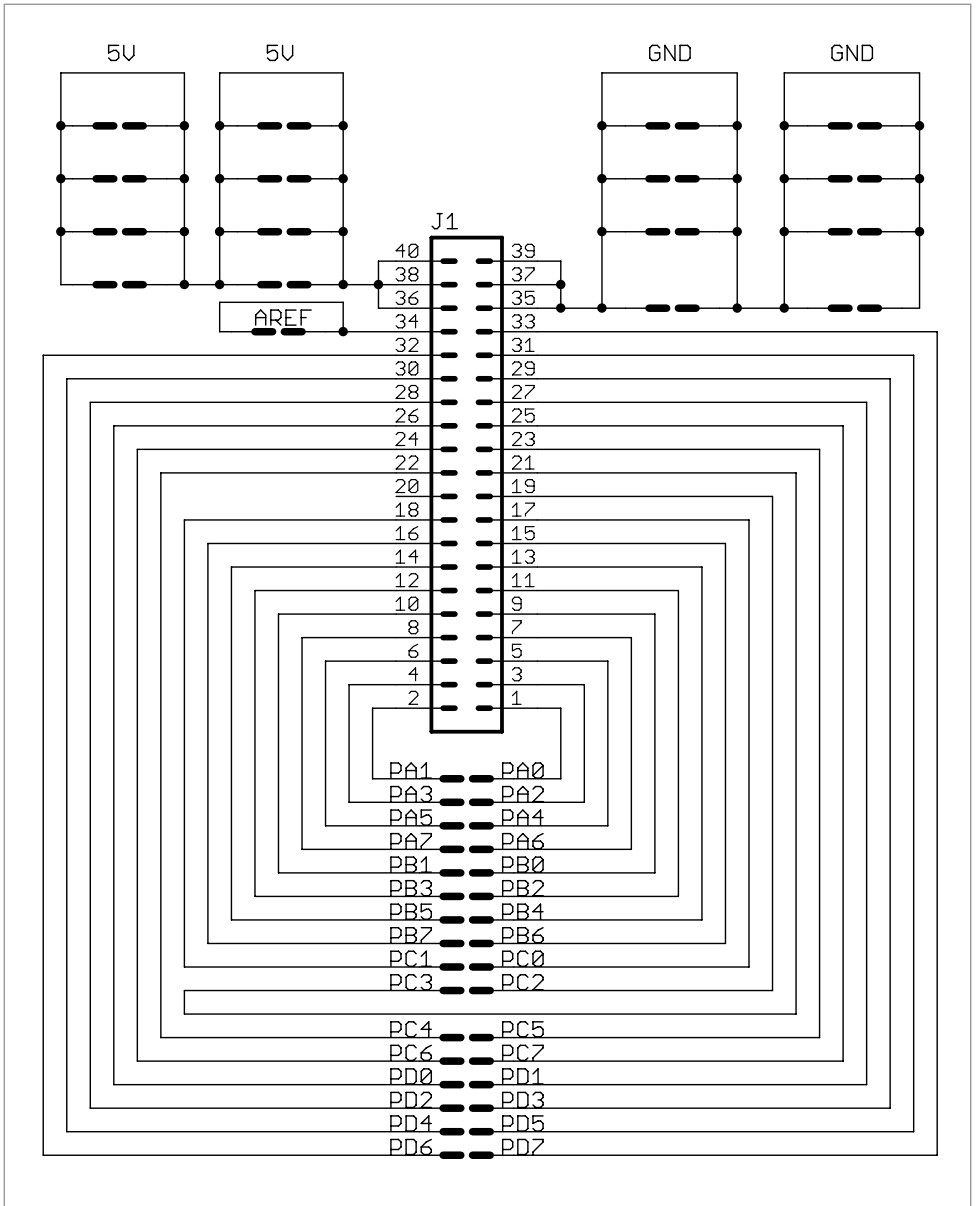 5V 5V GND GND
J1
40 39
38 37
36 35
AREF 34 33
32 31
30 29
28 27
26 25
24 23
22 21
20 19
18 17
16 15
14 13
12 11
10 9
8 7
6 5
4 3
2 1
PA1 PA0
PA3 PA2
PA5 PA4
PA7 PA6
PB1 PB0
PB3 PB2
PB5 PB4
PB7 PB6
PC1 PC0
PC3 PC2
PC4 PC5
PC6 PC7
PD0 PD1
PD2 PD3
PD4 PD5
PD6 PD7